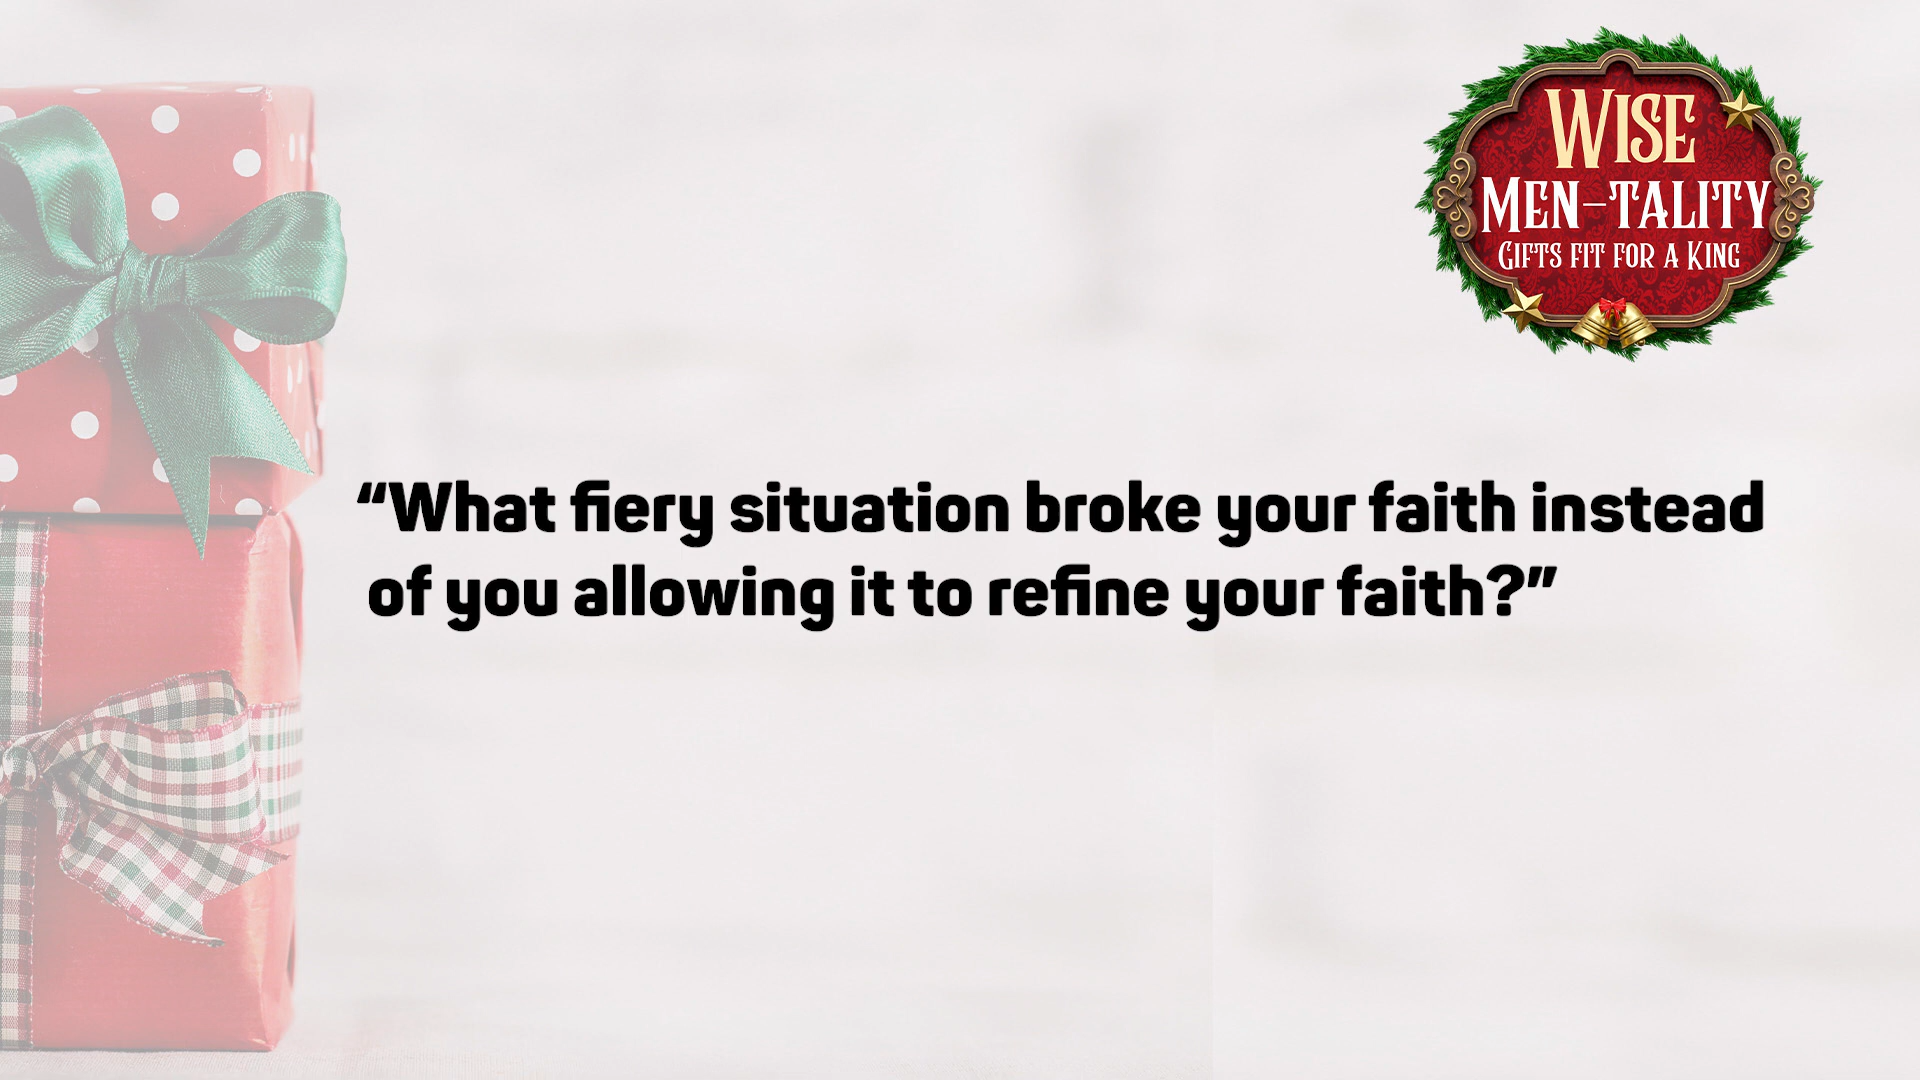 WISE
MEN-TALITY
GIFTS FIT FOR A KING
“What fiery situation broke your faith instead
of you allowing it to refine your faith?”